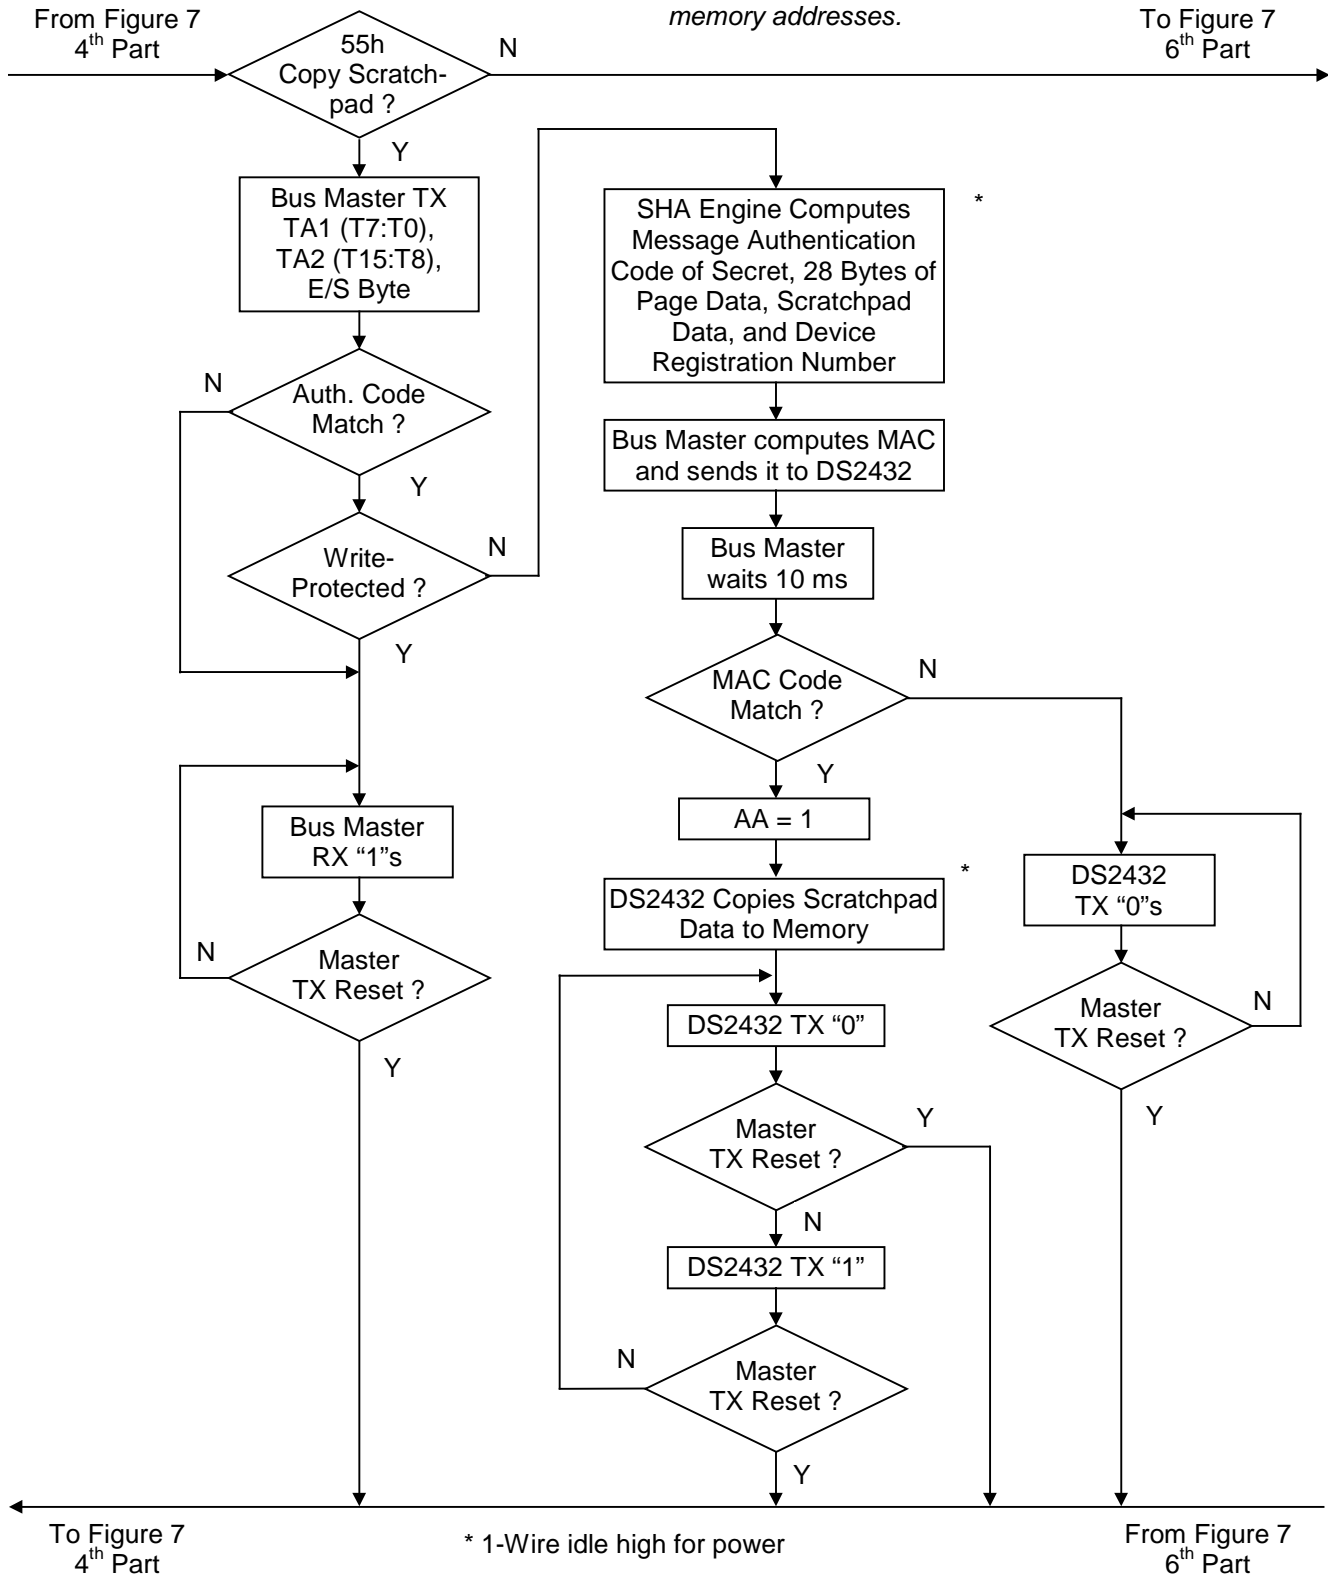 From Figure 7
4th Part
memory addresses.
To Figure 7
6th Part
55h
Copy Scratch-
pad ?
N
Y
Bus Master TX
TA1 (T7:T0),
TA2 (T15:T8),
E/S Byte
N
Auth. Code
Match ?
Y
Write-
Protected ?
N
Y
Bus Master
RX “1”s
N
Master
TX Reset ?
Y
SHA Engine Computes
Message Authentication
Code of Secret, 28 Bytes of
Page Data, Scratchpad
Data, and Device
Registration Number
*
Bus Master computes MAC
and sends it to DS2432
Bus Master
waits 10 ms
MAC Code
Match ?
N
Y
AA = 1
DS2432 Copies Scratchpad
Data to Memory
*
DS2432 TX “0”
Master
TX Reset ?
Y
N
DS2432 TX “1”
N
Master
TX Reset ?
Y
DS2432
TX “0”s
Master
TX Reset ?
N
Y
To Figure 7
4th Part
* 1-Wire idle high for power
From Figure 7
6th Part